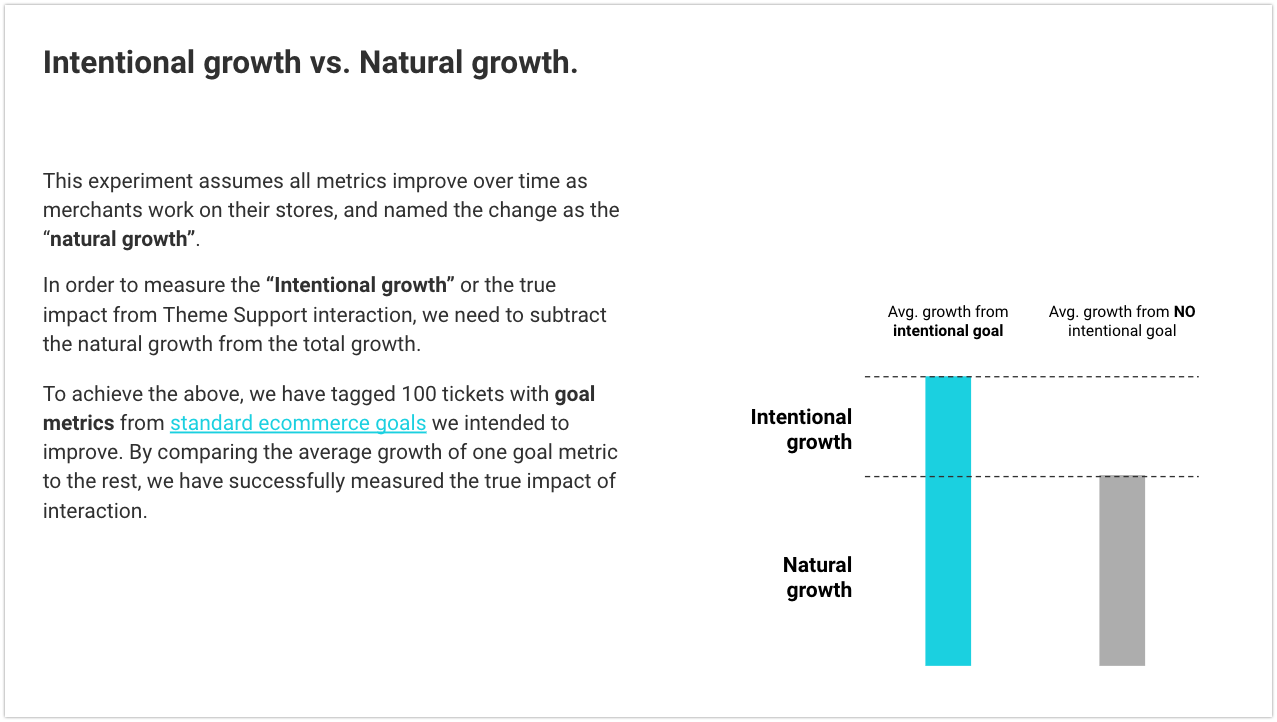 Intentional growth vs. Natural growth.
This experiment assumes all metrics improve over time as
merchants work on their stores, and named the change as the
“natural growth”.
In order to measure the “Intentional growth” or the true
impact from Theme Support interaction, we need to subtract
the natural growth from the total growth.
To achieve the above, we have tagged 100 tickets with goal
metrics from standard ecommerce goals we intended to
improve. By comparing the average growth of one goal metric
to the rest, we have successfully measured the true impact of
interaction.
Avg. growth from
intentional goal
Avg. growth from NO
intentional goal
Intentional
growth
Natural
growth